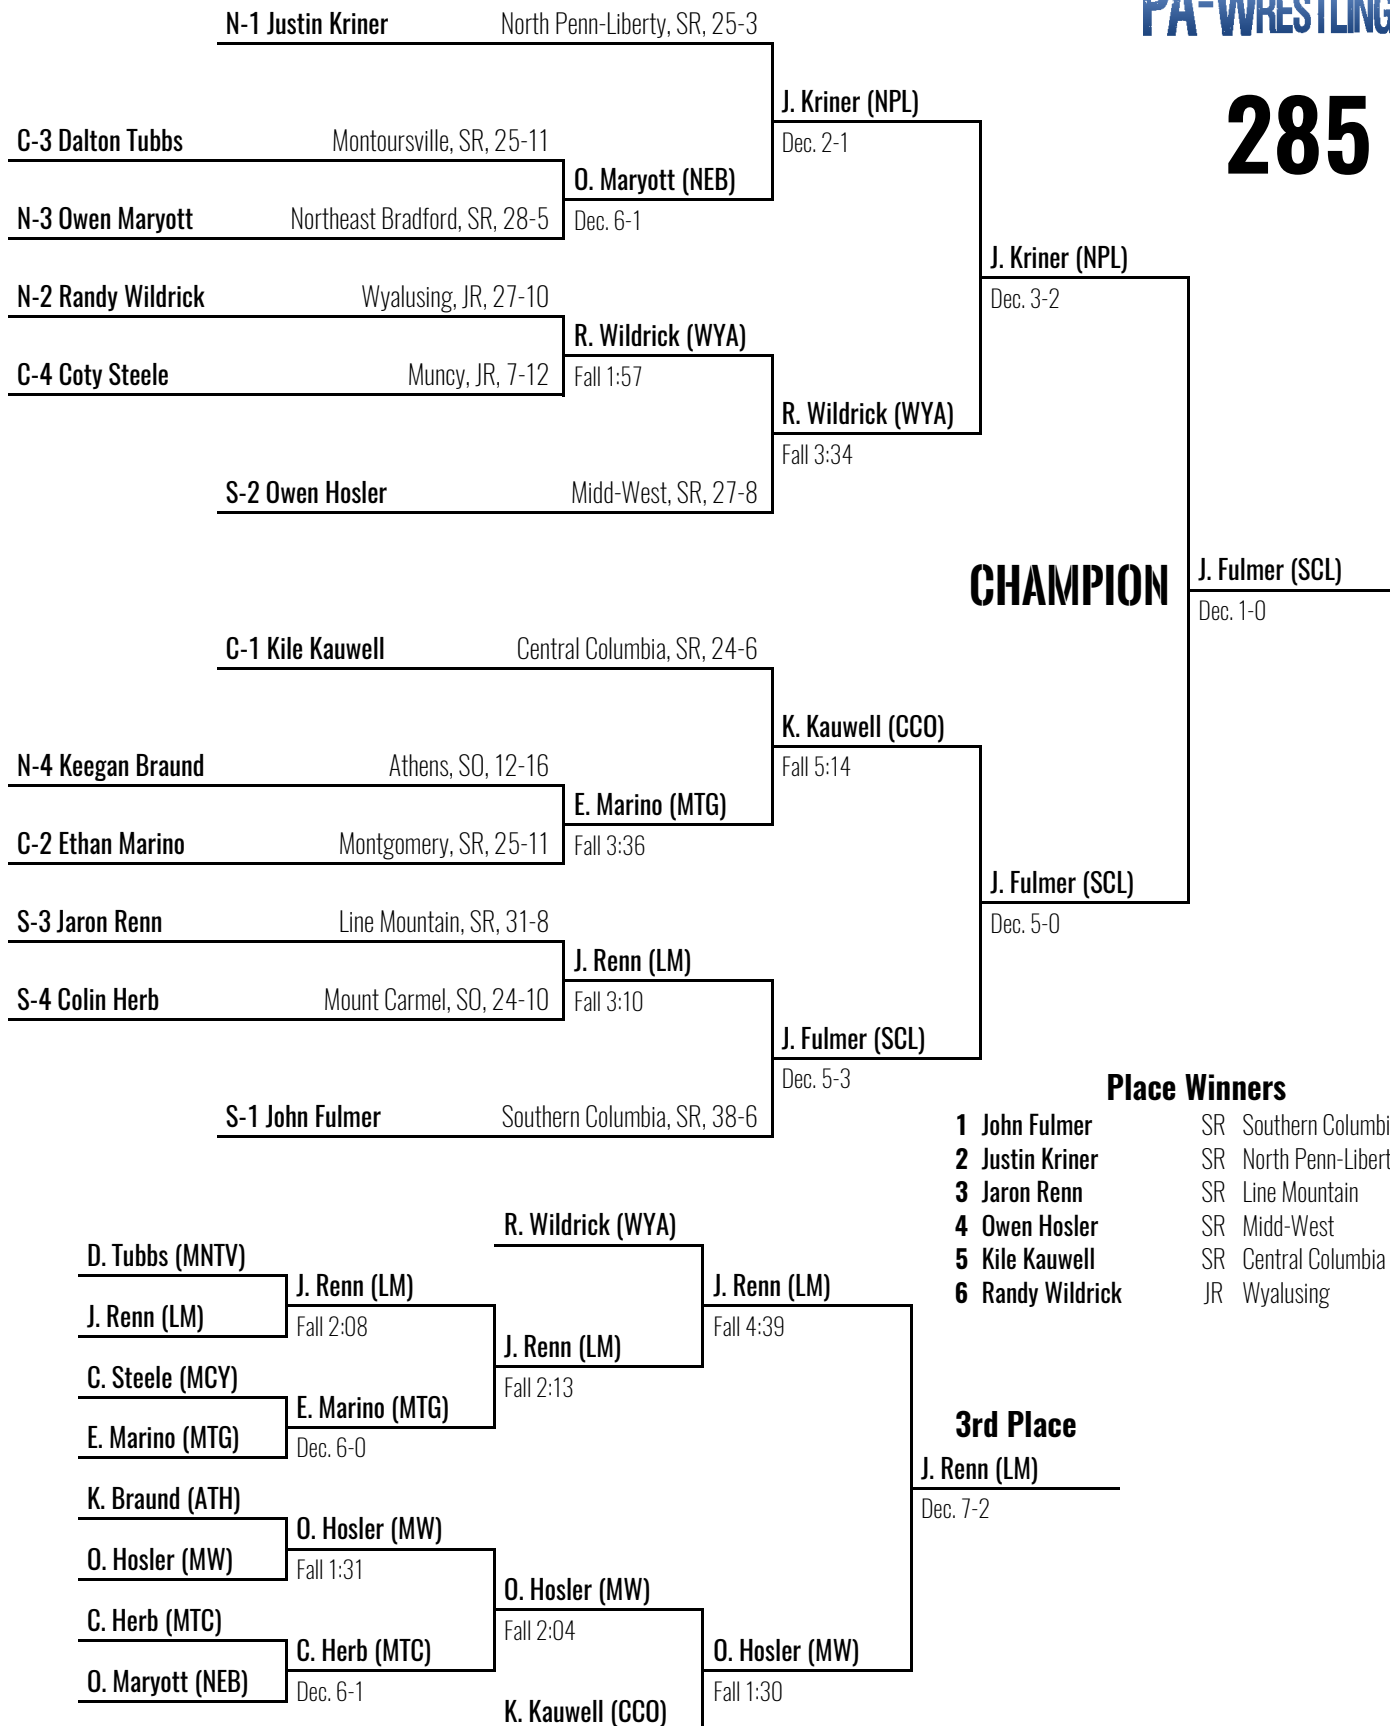 PA-WRESTLING
285
N-1 Justin Kriner North Penn-Liberty, SR, 25-3
J. Kriner (NPL)
Dec. 2-1
C-3 Dalton Tubbs Montoursville, SR, 25-11
O. Maryott (NEB)
Dec. 6-1
N-3 Owen Maryott Northeast Bradford, SR, 28-5
J. Kriner (NPL)
Dec. 3-2
N-2 Randy Wildrick Wyalusing, JR, 27-10
R. Wildrick (WYA)
Fall 1:57
C-4 Coty Steele Muncy, JR, 7-12
R. Wildrick (WYA)
Fall 3:34
S-2 Owen Hosler Midd-West, SR, 27-8
CHAMPION
J. Fulmer (SCL)
Dec. 1-0
C-1 Kile Kauwell Central Columbia, SR, 24-6
K. Kauwell (CCO)
Fall 5:14
N-4 Keegan Braund Athens, SO, 12-16
E. Marino (MTG)
Fall 3:36
C-2 Ethan Marino Montgomery, SR, 25-11
J. Fulmer (SCL)
Dec. 5-0
S-3 Jaron Renn Line Mountain, SR, 31-8
J. Renn (LM)
Fall 3:10
S-4 Colin Herb Mount Carmel, SO, 24-10
J. Fulmer (SCL)
Dec. 5-3
S-1 John Fulmer Southern Columbia, SR, 38-6
Place Winners
1 John Fulmer SR Southern Columbi
2 Justin Kriner SR North Penn-Libert
3 Jaron Renn SR Line Mountain
4 Owen Hosler SR Midd-West
5 Kile Kauwell SR Central Columbia
6 Randy Wildrick JR Wyalusing
R. Wildrick (WYA)
D. Tubbs (MNTV)
J. Renn (LM)
Fall 2:08
J. Renn (LM)
J. Renn (LM)
Fall 4:39
J. Renn (LM)
Fall 2:13
C. Steele (MCY)
E. Marino (MTG)
Dec. 6-0
E. Marino (MTG)
3rd Place
J. Renn (LM)
Dec. 7-2
K. Braund (ATH)
O. Hosler (MW)
Fall 1:31
O. Hosler (MW)
O. Hosler (MW)
Fall 2:04
C. Herb (MTC)
C. Herb (MTC)
Dec. 6-1
O. Maryott (NEB)
O. Hosler (MW)
Fall 1:30
K. Kauwell (CCO)